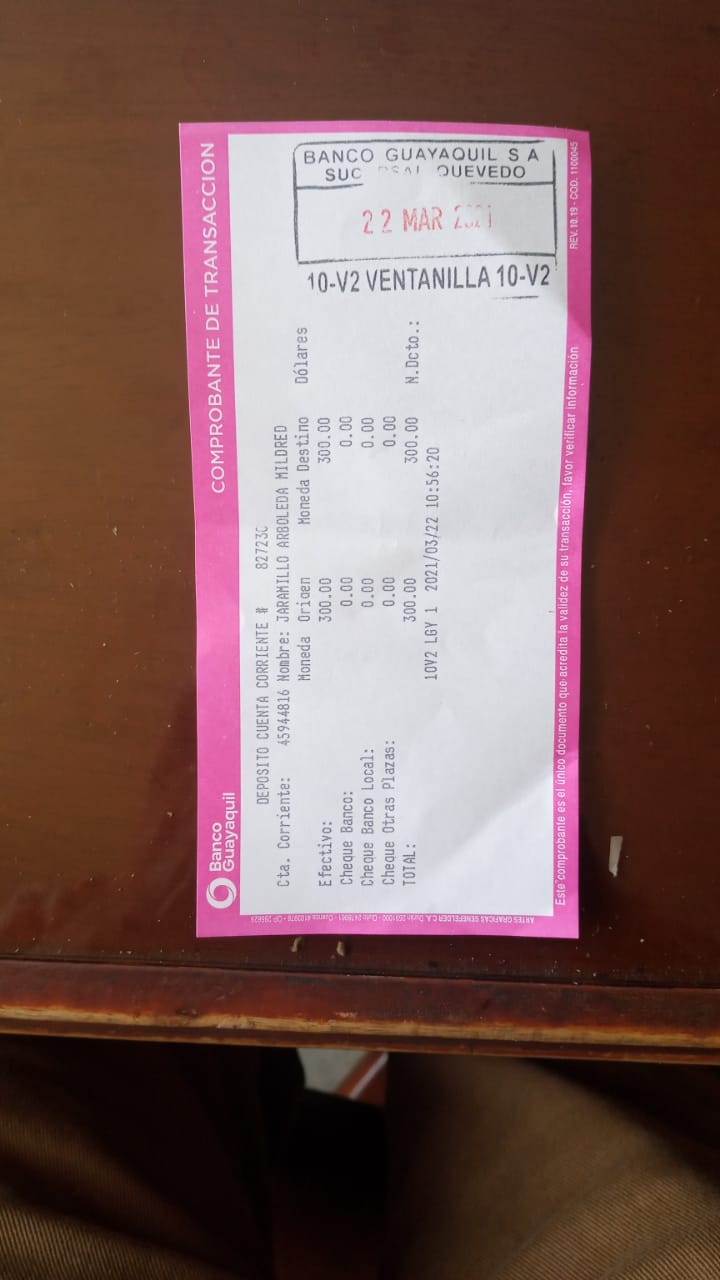 Banco
Guayaquil
COMPROBANTE DE TRANSACCION
DEPOSITO CUENTA CORRIENTE # 82723C
Cta. Corriente: 45944816 Nombre: JARAMILLO ARBOLEDA MILDRED
Moneda Origen Moneda Destino Dólares
Efectivo: 300.00 300.00
Cheque Banco: 0.00 0.00
Cheque Banco Local: 0.00 0.00
Cheque Otras Plazas: 0.00 0.00
TOTAL: 300.00 300.00 N.Dcto.:
10V2 LGY 1 2021/03/22 10:56:20
BANCO GUAYAQUIL S A
QUEVEDO
22 MAR 2021
10-V2 VENTANILLA 10-V2
Este comprobante es el único documento que acredita la validez de su transacción, favor verificar información
REV. 10.19 - COD. 1100045
ARTES GRAFICAS SENEFELDER C.A.